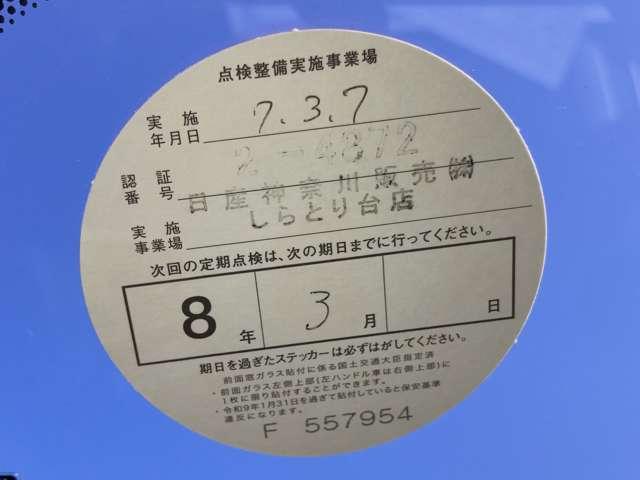 点検整備実施事業場
実施年月日 7.3.7
認証番号 2-4872
日産神奈川販売㈱
実施事業場 しらとり台店
次回の定期点検は、次の期日までに行ってください。
8年 3月 日
期日を過ぎたステッカーは必ずはがしてください。
前面窓ガラス貼付に係る国土交通大臣指定済
・前面ガラス左側上部(左ハンドル車は右側上部)に
1枚に限り貼付することができます。
・令和9年1月31日を過ぎて貼付していると保安基準
違反になります。
F 557954